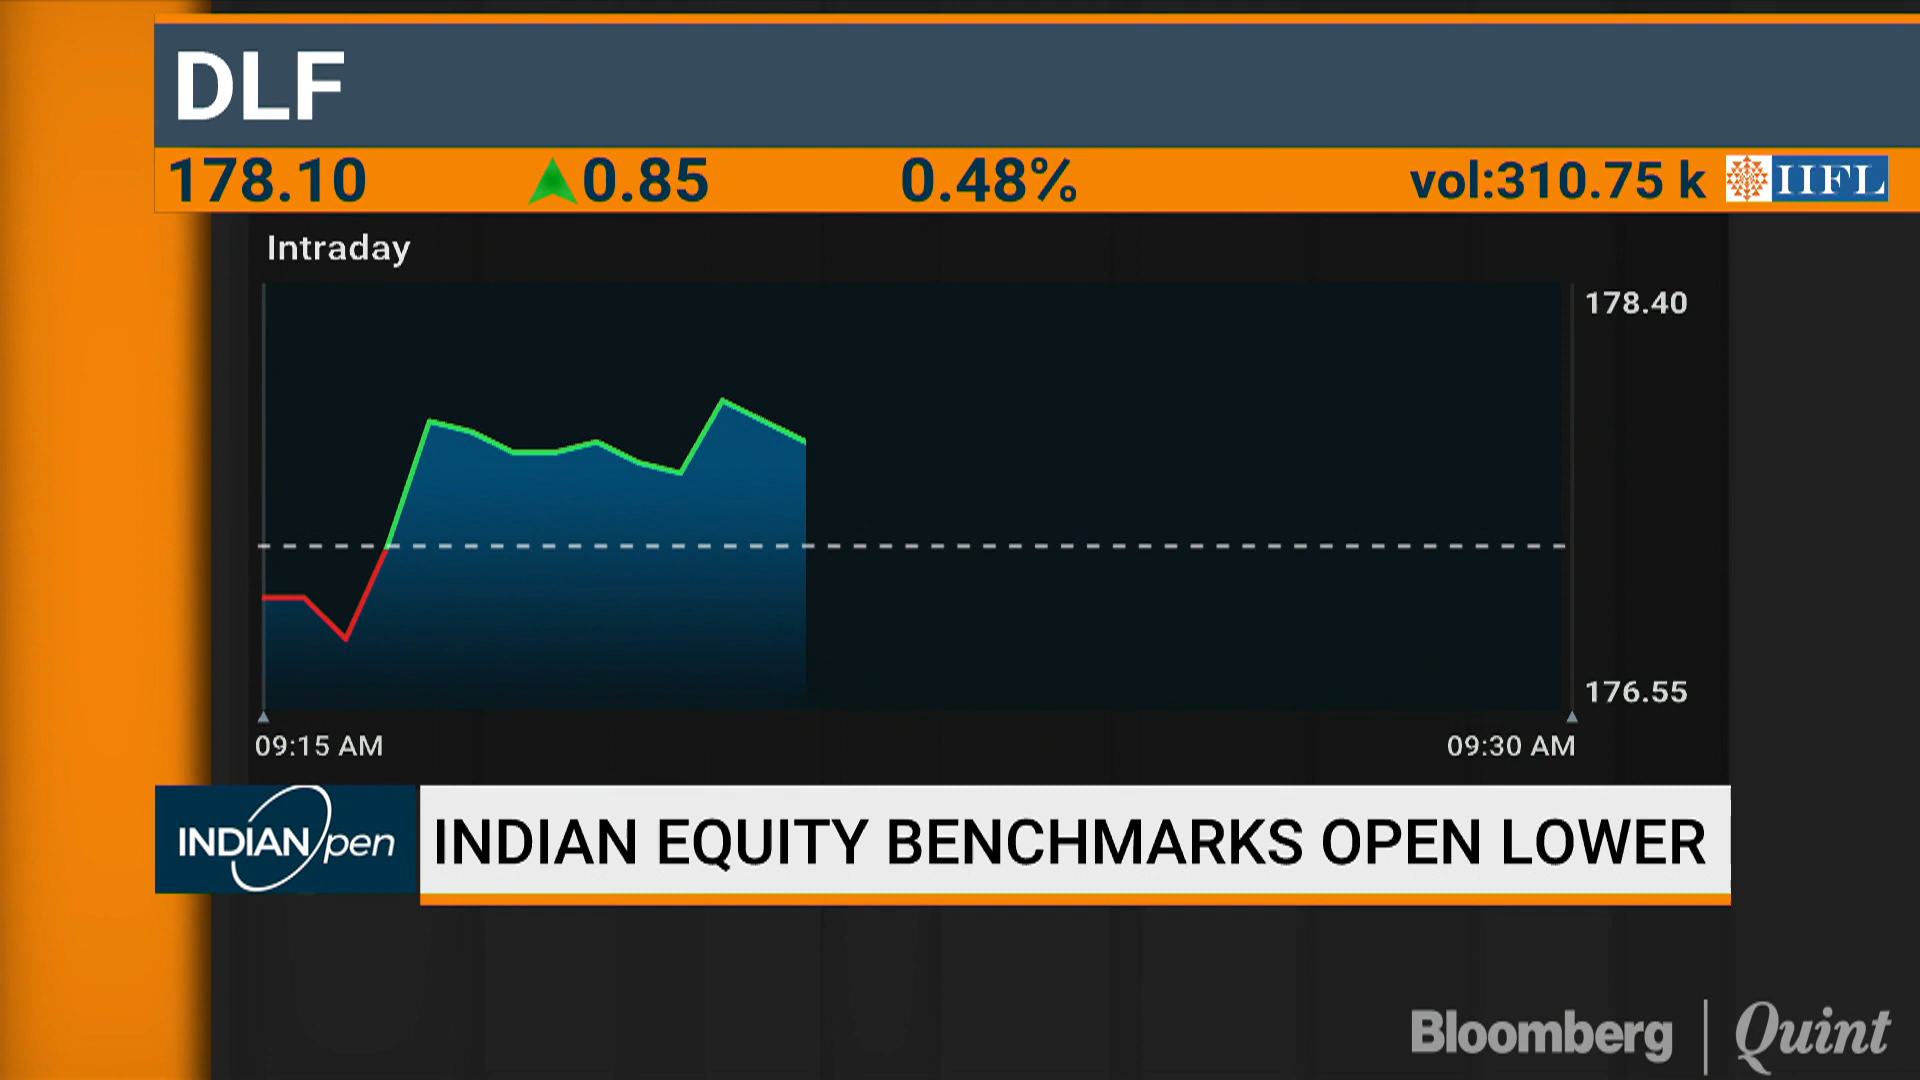 DLF
178.10 0.85 0.48% vol:310.75 k IIFL
Intraday
178.40
176.55
09:15 AM 09:30 AM
INDIAN Open INDIAN EQUITY BENCHMARKS OPEN LOWER
Bloomberg | Quint